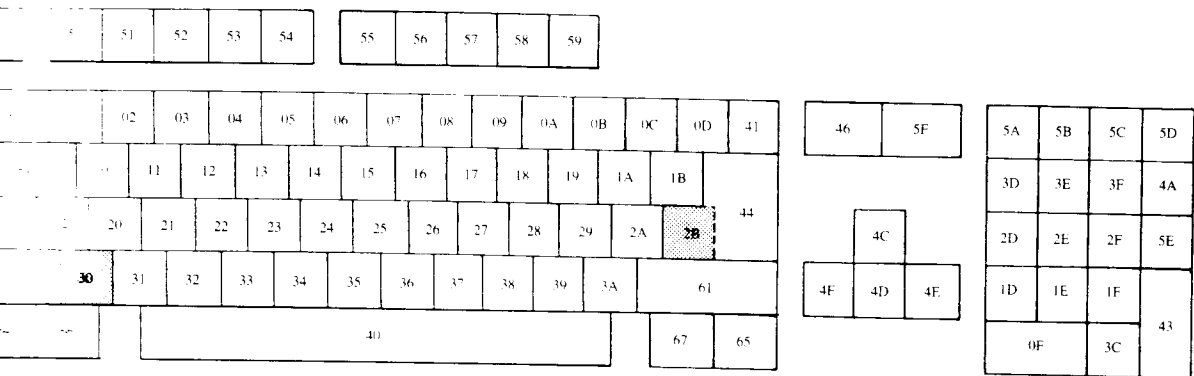 51 52 53 54 55 56 57 58 59
02 03 04 05 06 07 08 09 0A 0B 0C 0D 41 46 5F 5A 5B 5C 5D
11 12 13 14 15 16 17 18 19 1A 1B 3D 3E 3F 4A
44
20 21 22 23 24 25 26 27 28 29 2A 2B 4C 2D 2E 2F 5E
30 31 32 33 34 35 36 37 38 39 3A 61 4F 4D 4E 1D 1E 1F
43
40 67 65 0F 3C